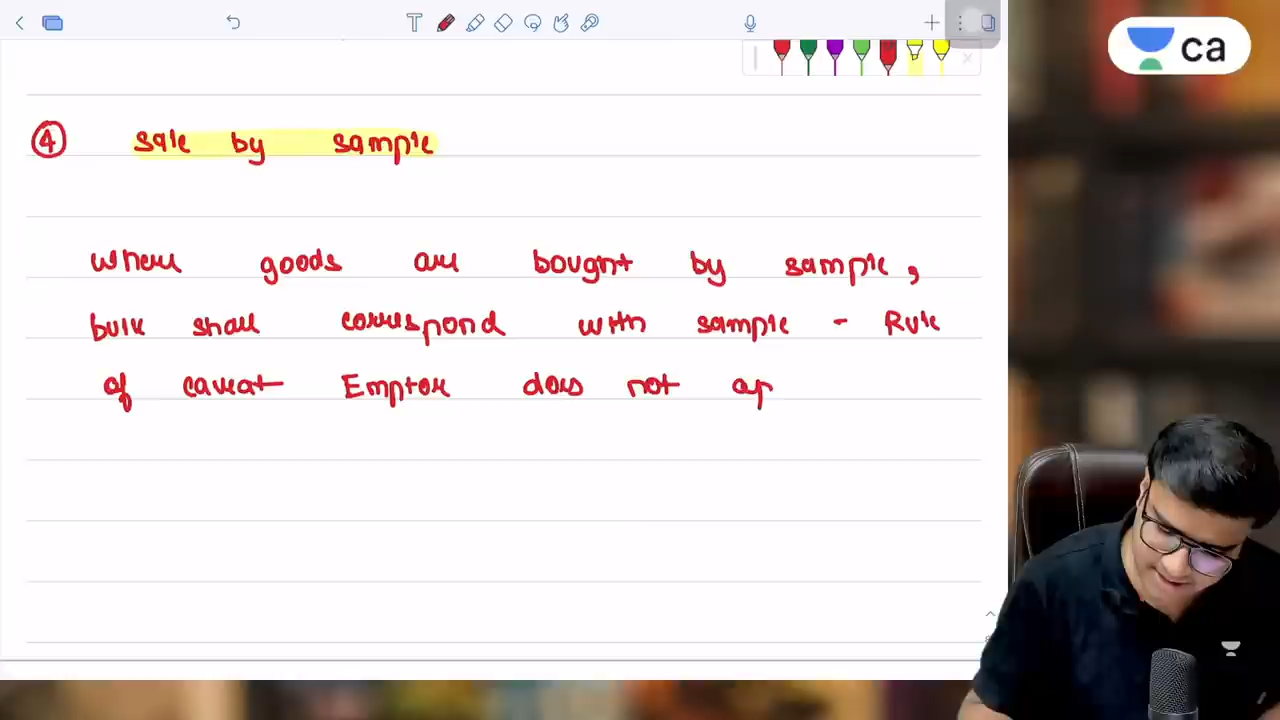 T
ca
④ sale by sample
where goods are bought by sample,
bulk shall correspond with sample - Rule
of caveat Emptor does not ap